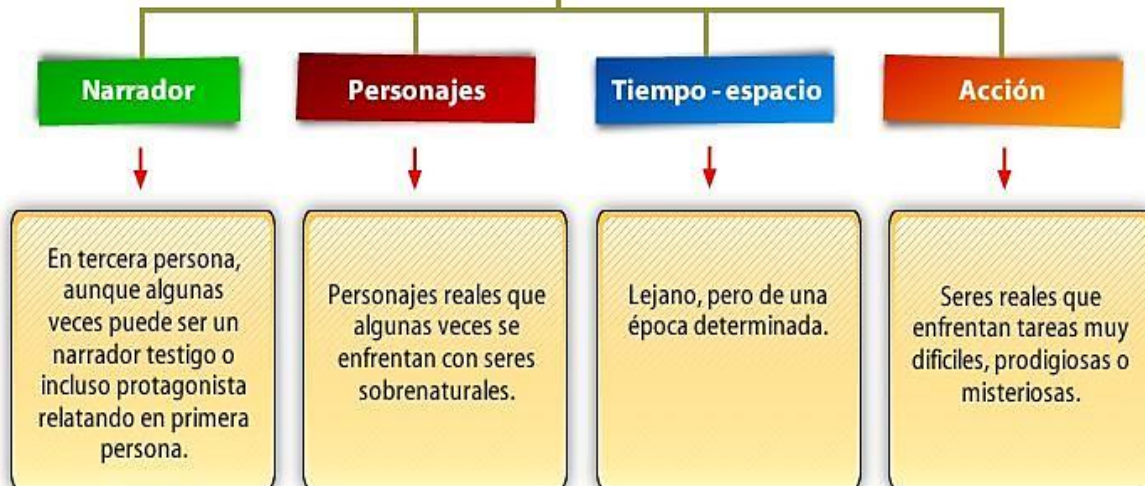 Narrador
Personajes
Tiempo - espacio
Acción
En tercera persona,
aunque algunas
veces puede ser un
narrador testigo o
incluso protagonista
relatando en primera
persona.
Personajes reales que
algunas veces se
enfrentan con seres
sobrenaturales.
Lejano, pero de una
época determinada.
Seres reales que
enfrentan tareas muy
dificiles, prodigiosas o
misteriosas.